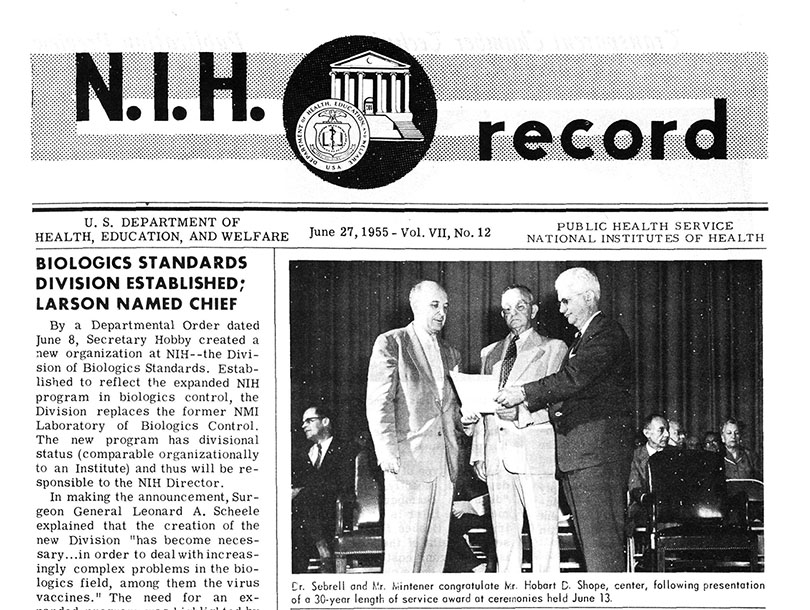 N.I.H.
DEPARTMENT OF HEALTH, EDUCATION, AND WELFARE
USA
record
U. S. DEPARTMENT OF
HEALTH, EDUCATION, AND WELFARE
June 27, 1955 - Vol. VII, No. 12
PUBLIC HEALTH SERVICE
NATIONAL INSTITUTES OF HEALTH
BIOLOGICS STANDARDS
DIVISION ESTABLISHED;
LARSON NAMED CHIEF
By a Departmental Order dated
June 8, Secretary Hobby created a
new organization at NIH--the Divi-
sion of Biologics Standards. Estab-
lished to reflect the expanded NIH
program in biologics control, the
Division replaces the former NMI
Laboratory of Biologics Control.
The new program has divisional
status (comparable organizationally
to an Institute) and thus will be re-
sponsible to the NIH Director.
In making the announcement, Sur-
geon General Leonard A. Scheele
explained that the creation of the
new Division "has become neces-
sary...in order to deal with increas-
ingly complex problems in the bio-
logics field, among them the virus
vaccines." The need for an ex-
Dr. Sebrell and Mr. Mintener congratulate Mr. Hobart D. Shope, center, following presentation
of a 30-year length of service award at ceremonies held June 13.